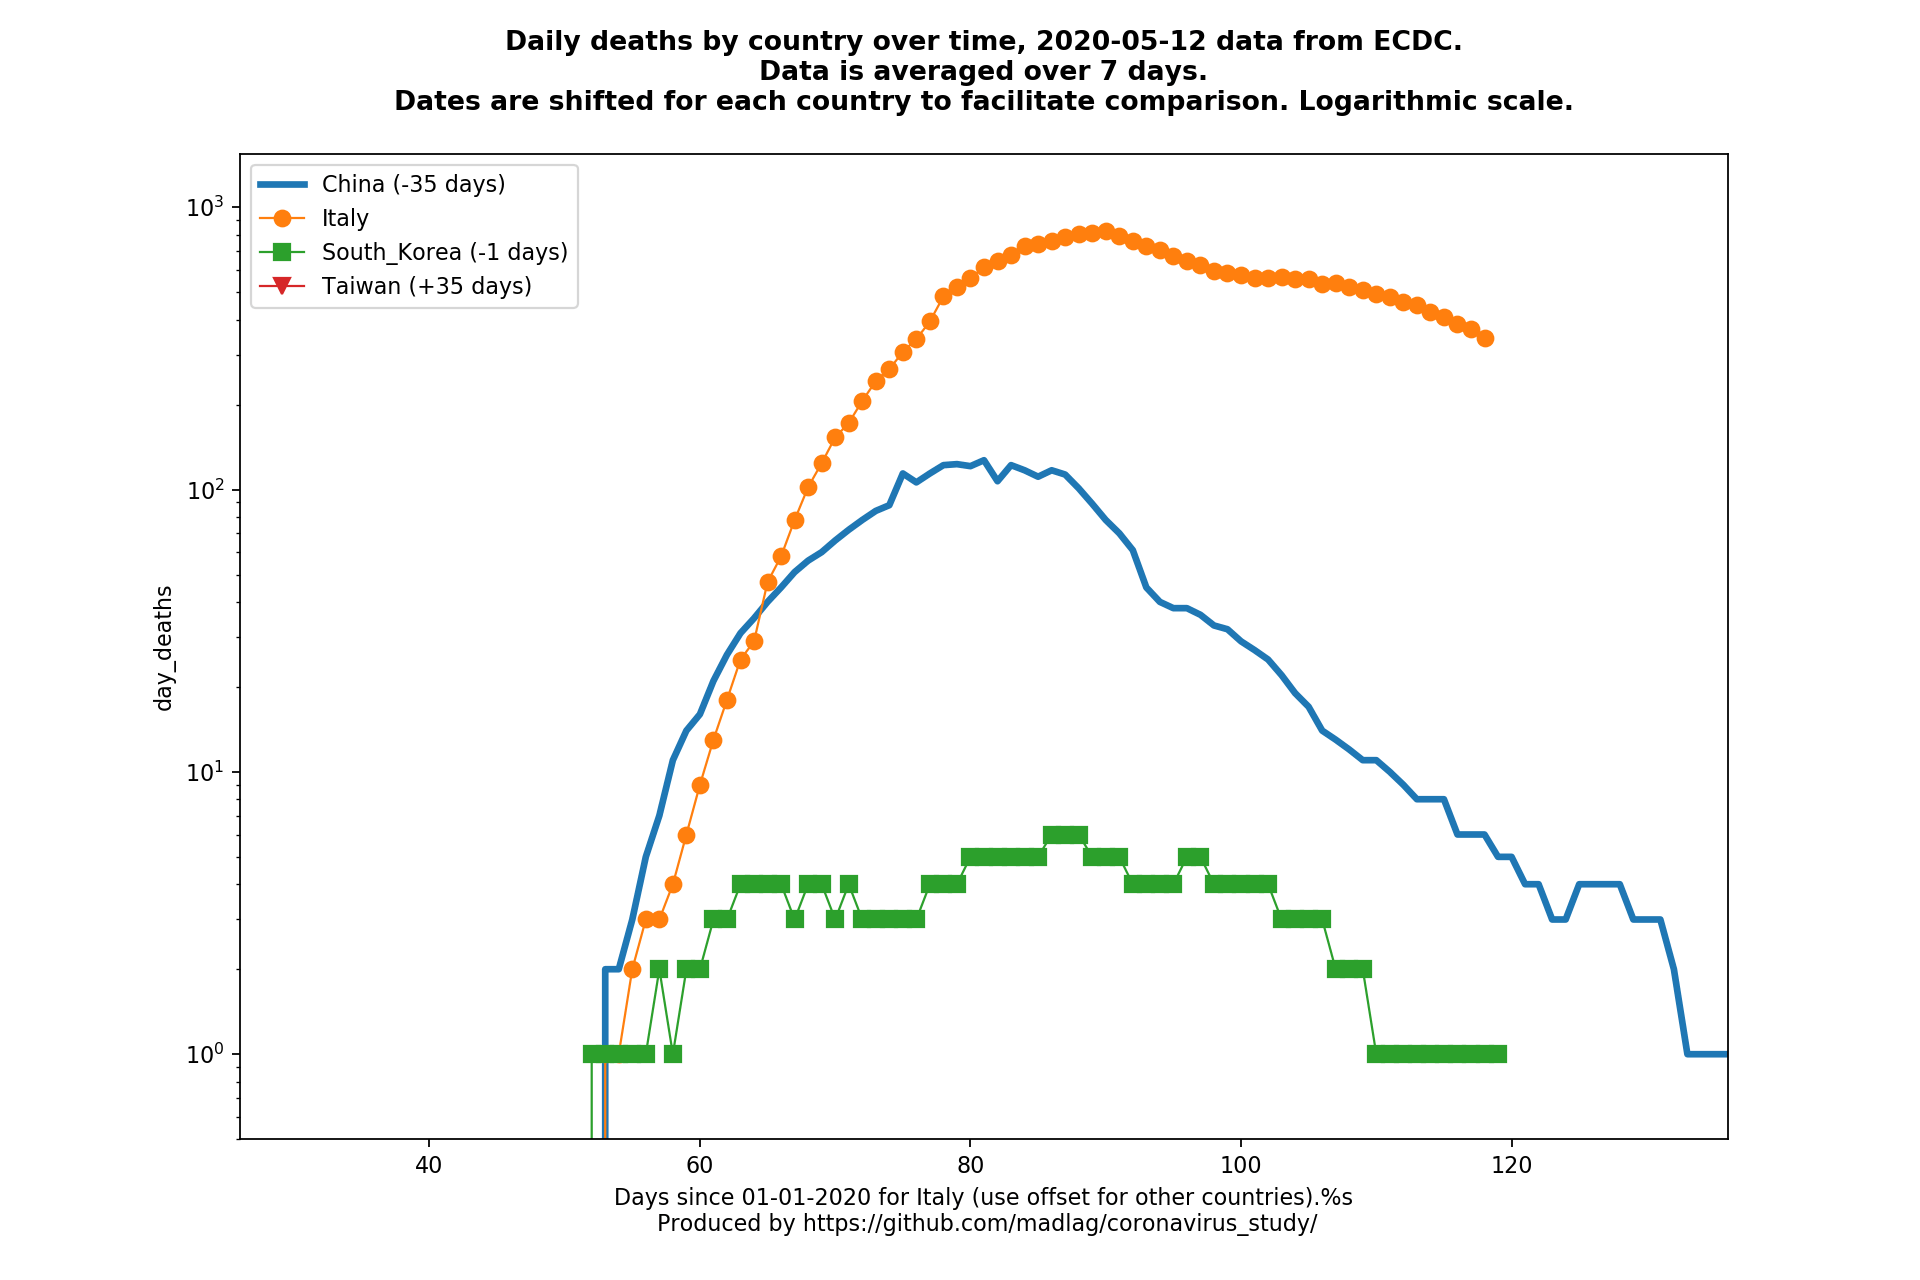 Daily deaths by country over time, 2020-05-12 data from ECDC.
Data is averaged over 7 days.
Dates are shifted for each country to facilitate comparison. Logarithmic scale.
China (-35 days)
Italy
South_Korea (-1 days)
Taiwan (+35 days)
10³
10²
10¹
10⁰
day_deaths
40 60 80 100 120
Days since 01-01-2020 for Italy (use offset for other countries).%s
Produced by https://github.com/madlag/coronavirus_study/